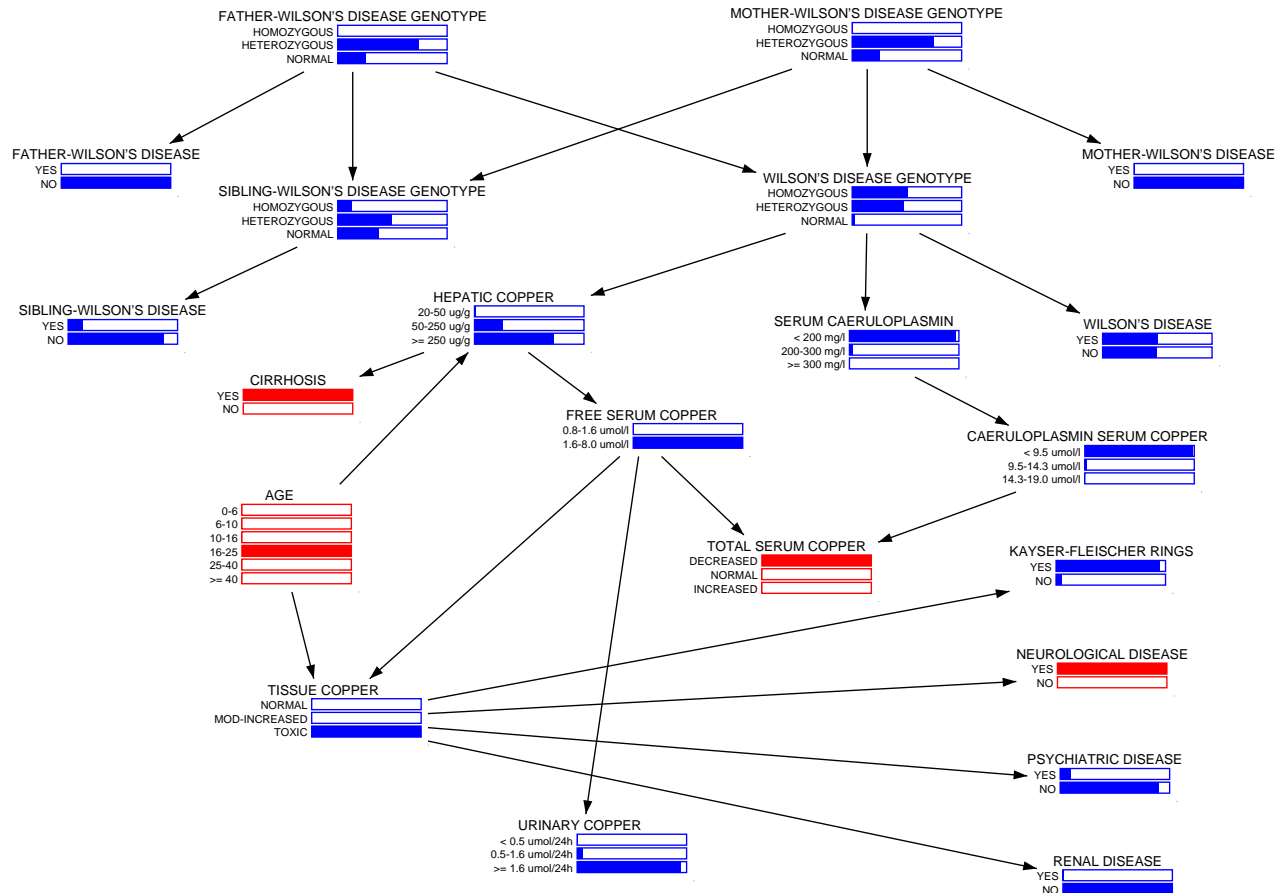 FATHER-WILSON'S DISEASE GENOTYPE
HOMOZYGOUS
HETEROZYGOUS
NORMAL
MOTHER-WILSON'S DISEASE GENOTYPE
HOMOZYGOUS
HETEROZYGOUS
NORMAL
FATHER-WILSON'S DISEASE
YES
NO
MOTHER-WILSON'S DISEASE
YES
NO
SIBLING-WILSON'S DISEASE GENOTYPE
HOMOZYGOUS
HETEROZYGOUS
NORMAL
WILSON'S DISEASE GENOTYPE
HOMOZYGOUS
HETEROZYGOUS
NORMAL
SIBLING-WILSON'S DISEASE
YES
NO
HEPATIC COPPER
20-50 ug/g
50-250 ug/g
>= 250 ug/g
SERUM CAERULOPLASMIN
< 200 mg/l
200-300 mg/l
>= 300 mg/l
WILSON'S DISEASE
YES
NO
CIRRHOSIS
YES
NO
FREE SERUM COPPER
0.8-1.6 umol/l
1.6-8.0 umol/l
CAERULOPLASMIN SERUM COPPER
< 9.5 umol/l
9.5-14.3 umol/l
14.3-19.0 umol/l
AGE
0-6
6-10
10-16
16-25
25-40
>= 40
TOTAL SERUM COPPER
DECREASED
NORMAL
INCREASED
KAYSER-FLEISCHER RINGS
YES
NO
NEUROLOGICAL DISEASE
YES
NO
TISSUE COPPER
NORMAL
MOD-INCREASED
TOXIC
PSYCHIATRIC DISEASE
YES
NO
URINARY COPPER
< 0.5 umol/24h
0.5-1.6 umol/24h
>= 1.6 umol/24h
RENAL DISEASE
YES
NO